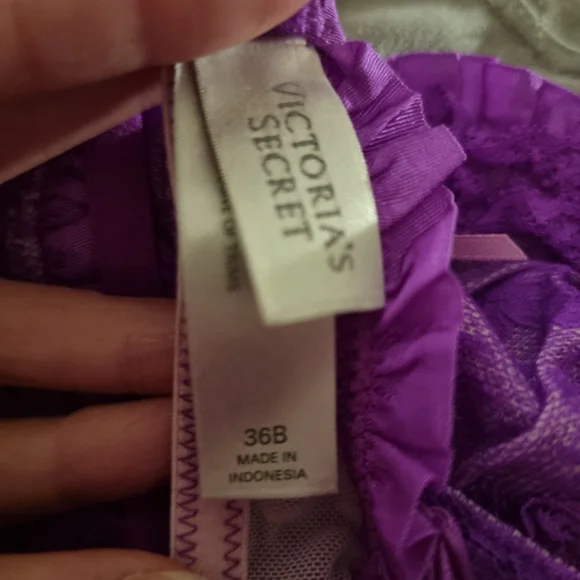 VICTORIA'S
SECRET
36B
MADE IN
INDONESIA